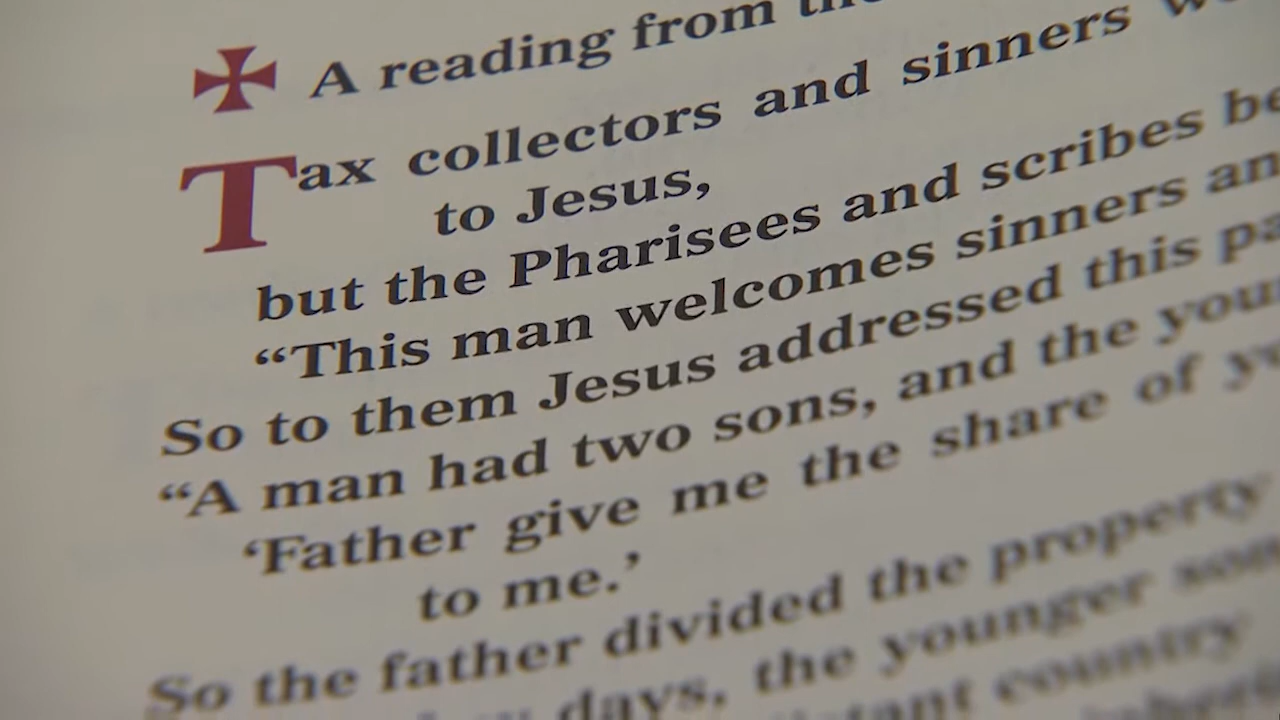 ✠ A reading from
Tax collectors and sinners
to Jesus,
but the Pharisees and scribes
"This man welcomes sinners
So to them Jesus addressed this
"A man had two sons, and the
'Father give me the share of
to me.'
So the father divided the property
days, the younger son
country